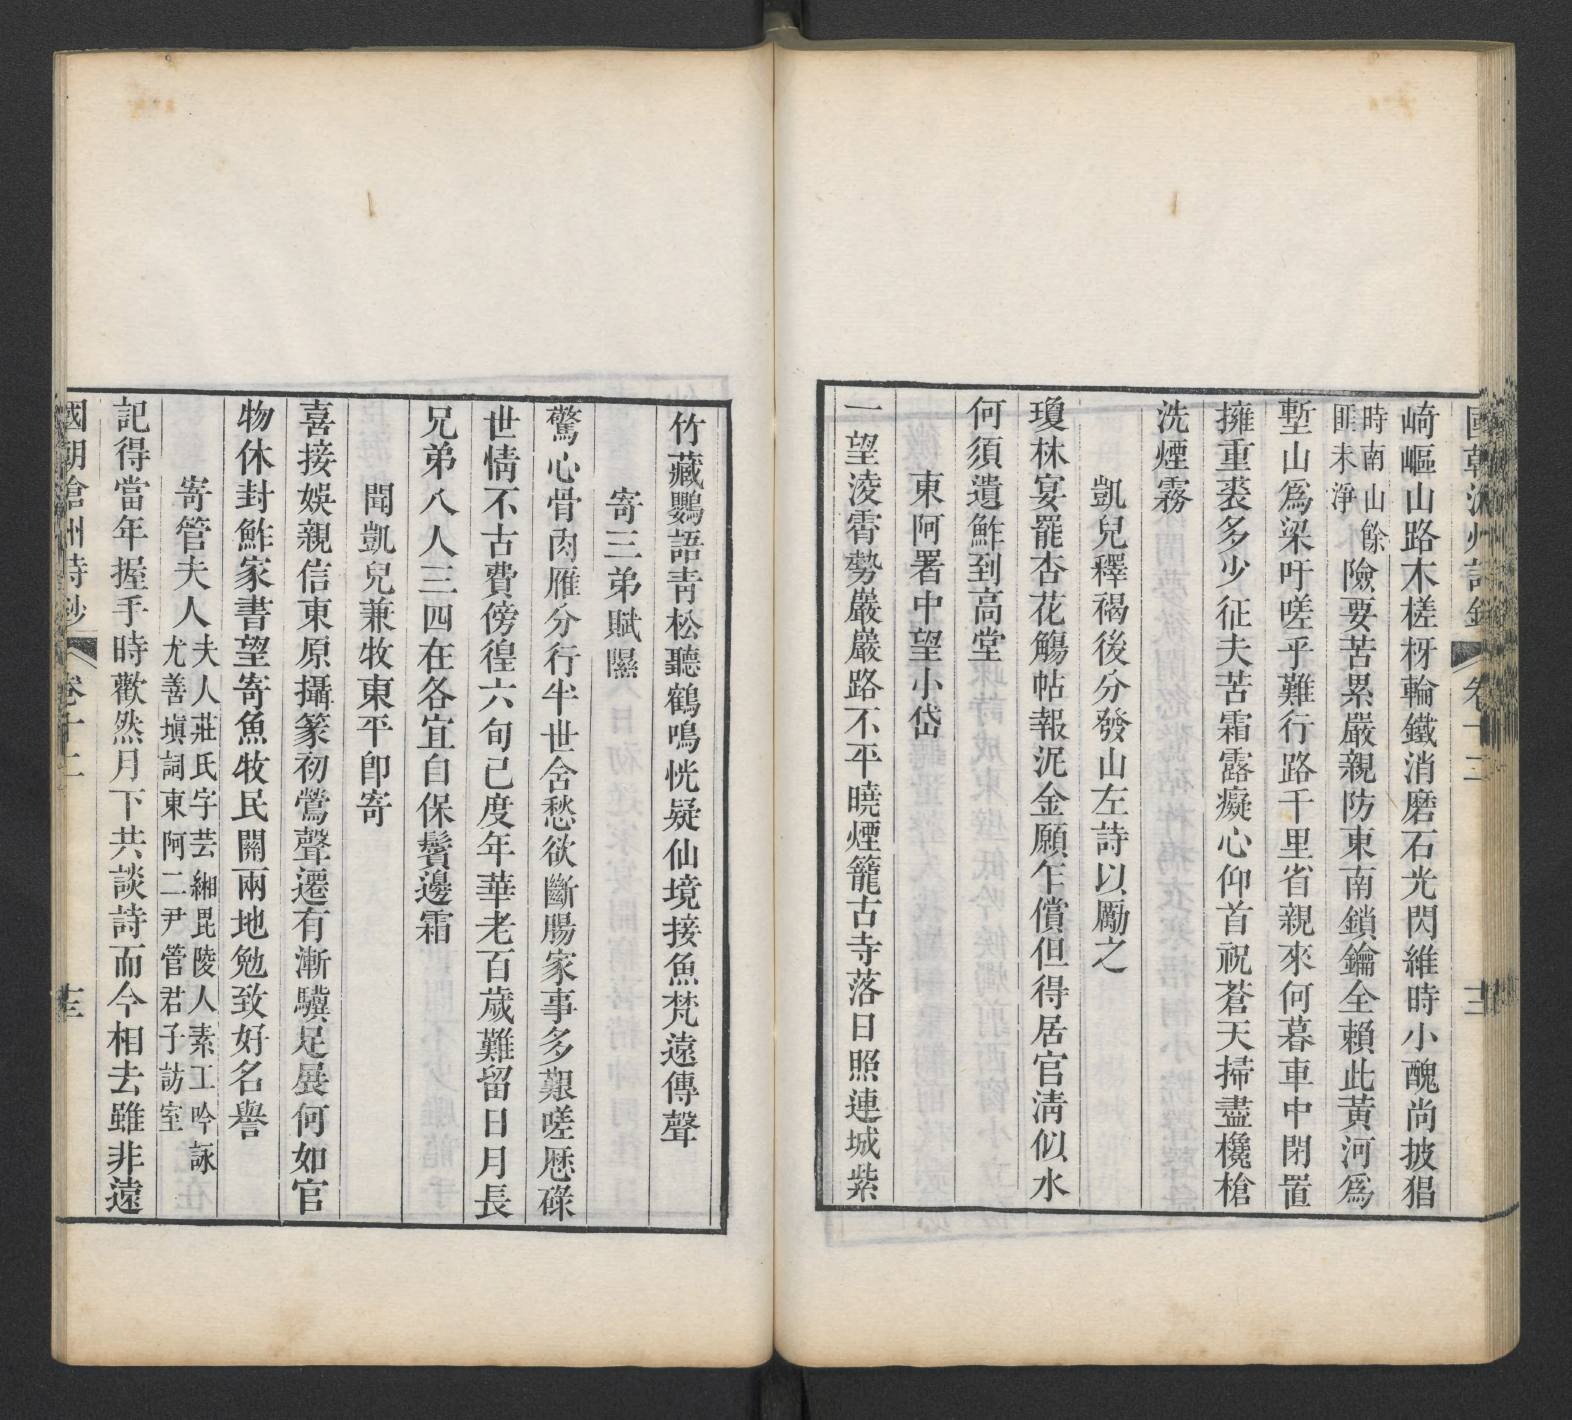 崎嶇山路木槎枒輪鐵消磨石光閃維時小醜尚披猖
時南山餘
匪未淨
險要苦累嚴親防東南鎖鑰全賴此黃河爲
塹山爲梁吁嗟乎難行路千里省親來何暮車中閉置
擁重裘多少征夫苦霜露癡心仰首祝蒼天掃盡欃槍
洗煙霧
凱兒釋褐後分發山左詩以勵之
瓊林宴罷杏花觴帖報泥金願乍償但得居官淸似水
何須遺鮓到高堂
東阿署中望小岱
一望淩霄勢嚴嚴路不平曉煙籠古寺落日照連城紫
竹藏鸚語靑松聽鶴鳴恍疑仙境接魚梵遠傳聲
寄三弟賦隰
驚心骨肉雁分行半世含愁欲斷腸家事多艱嗟歷碌
世情不古費傍徨六旬已度年華老百歲難留日月長
兄弟八人三四在各宜自保鬢邊霜
聞凱兒兼牧東平卽寄
喜接娛親信東原攝篆初鶯聲遷有漸驥足展何如官
物休封鮓家書望寄魚牧民關兩地勉致好名譽
寄管夫人
夫人莊氏字芸緗毘陵人素工吟詠
尤善塡詞東阿二尹管君子訪室
記得當年握手時歡然月下共談詩而今相去雖非遠
國朝滄州詩鈔 卷十二 十三